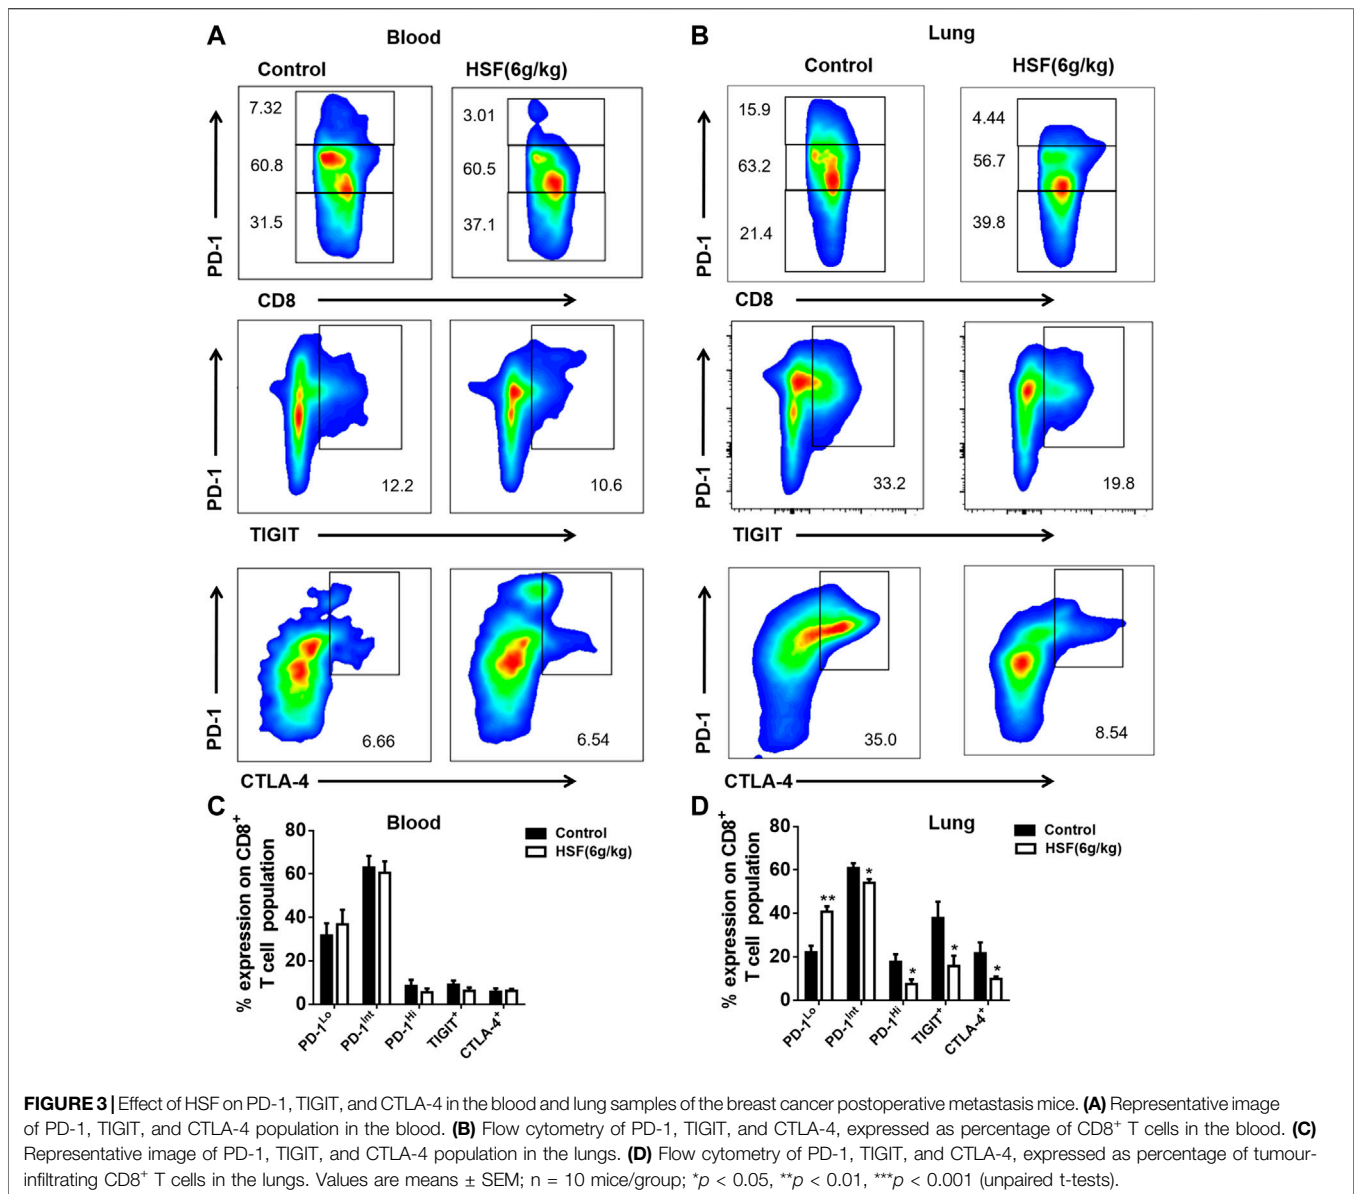 A
Blood
Control
HSF(6g/kg)
7.32
60.8
31.5
3.01
60.5
37.1
PD-1
CD8
12.2
10.6
PD-1
TIGIT
6.66
6.54
PD-1
CTLA-4
B
Lung
Control
HSF(6g/kg)
15.9
63.2
21.4
4.44
56.7
39.8
PD-1
CD8
33.2
19.8
PD-1
TIGIT
35.0
8.54
PD-1
CTLA-4
C
Blood
% expression on CD8⁺
T cell population
80
60
40
20
0
Control
HSF(6g/kg)
PD-1ᴸᵒ
PD-1ᴵⁿᵗ
PD-1ᴴⁱ
TIGIT⁺
CTLA-4⁺
D
Lung
% expression on CD8⁺
T cell population
80
60
40
20
0
Control
HSF(6g/kg)
**
*
*
*
*
PD-1ᴸᵒ
PD-1ᴵⁿᵗ
PD-1ᴴⁱ
TIGIT⁺
CTLA-4⁺
FIGURE 3 | Effect of HSF on PD-1, TIGIT, and CTLA-4 in the blood and lung samples of the breast cancer postoperative metastasis mice. (A) Representative image
of PD-1, TIGIT, and CTLA-4 population in the blood. (B) Flow cytometry of PD-1, TIGIT, and CTLA-4, expressed as percentage of CD8⁺ T cells in the blood. (C)
Representative image of PD-1, TIGIT, and CTLA-4 population in the lungs. (D) Flow cytometry of PD-1, TIGIT, and CTLA-4, expressed as percentage of tumour-
infiltrating CD8⁺ T cells in the lungs. Values are means ± SEM; n = 10 mice/group; *p < 0.05, **p < 0.01, ***p < 0.001 (unpaired t-tests).